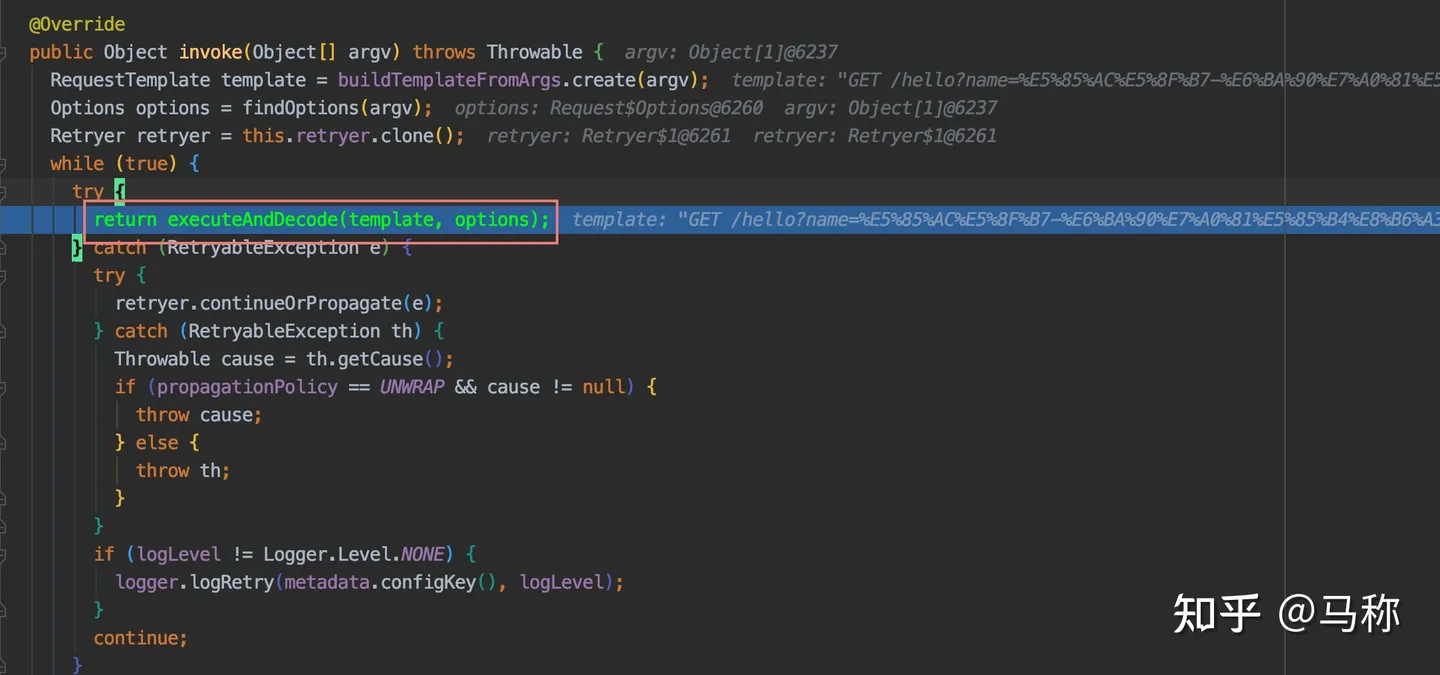 @Override
public Object invoke(Object[] argv) throws Throwable {  argv: Object[1]@6237
RequestTemplate template = buildTemplateFromArgs.create(argv);  template: "GET /hello?name=%E5%85%AC%E5%8F%B7-%E6%BA%90%E7%A0%81%E5
Options options = findOptions(argv);  options: Request$Options@6260  argv: Object[1]@6237
Retryer retryer = this.retryer.clone();  retryer: Retryer$1@6261  retryer: Retryer$1@6261
while (true) {
try {
return executeAndDecode(template, options);  template: "GET /hello?name=%E5%85%AC%E5%8F%B7-%E6%BA%90%E7%A0%81%E5%85%B4%E8%B6%A3
} catch (RetryableException e) {
try {
retryer.continueOrPropagate(e);
} catch (RetryableException th) {
Throwable cause = th.getCause();
if (propagationPolicy == UNWRAP && cause != null) {
throw cause;
} else {
throw th;
}
}
if (logLevel != Logger.Level.NONE) {
logger.logRetry(metadata.configKey(), logLevel);
}
continue;
}
知乎 @马称